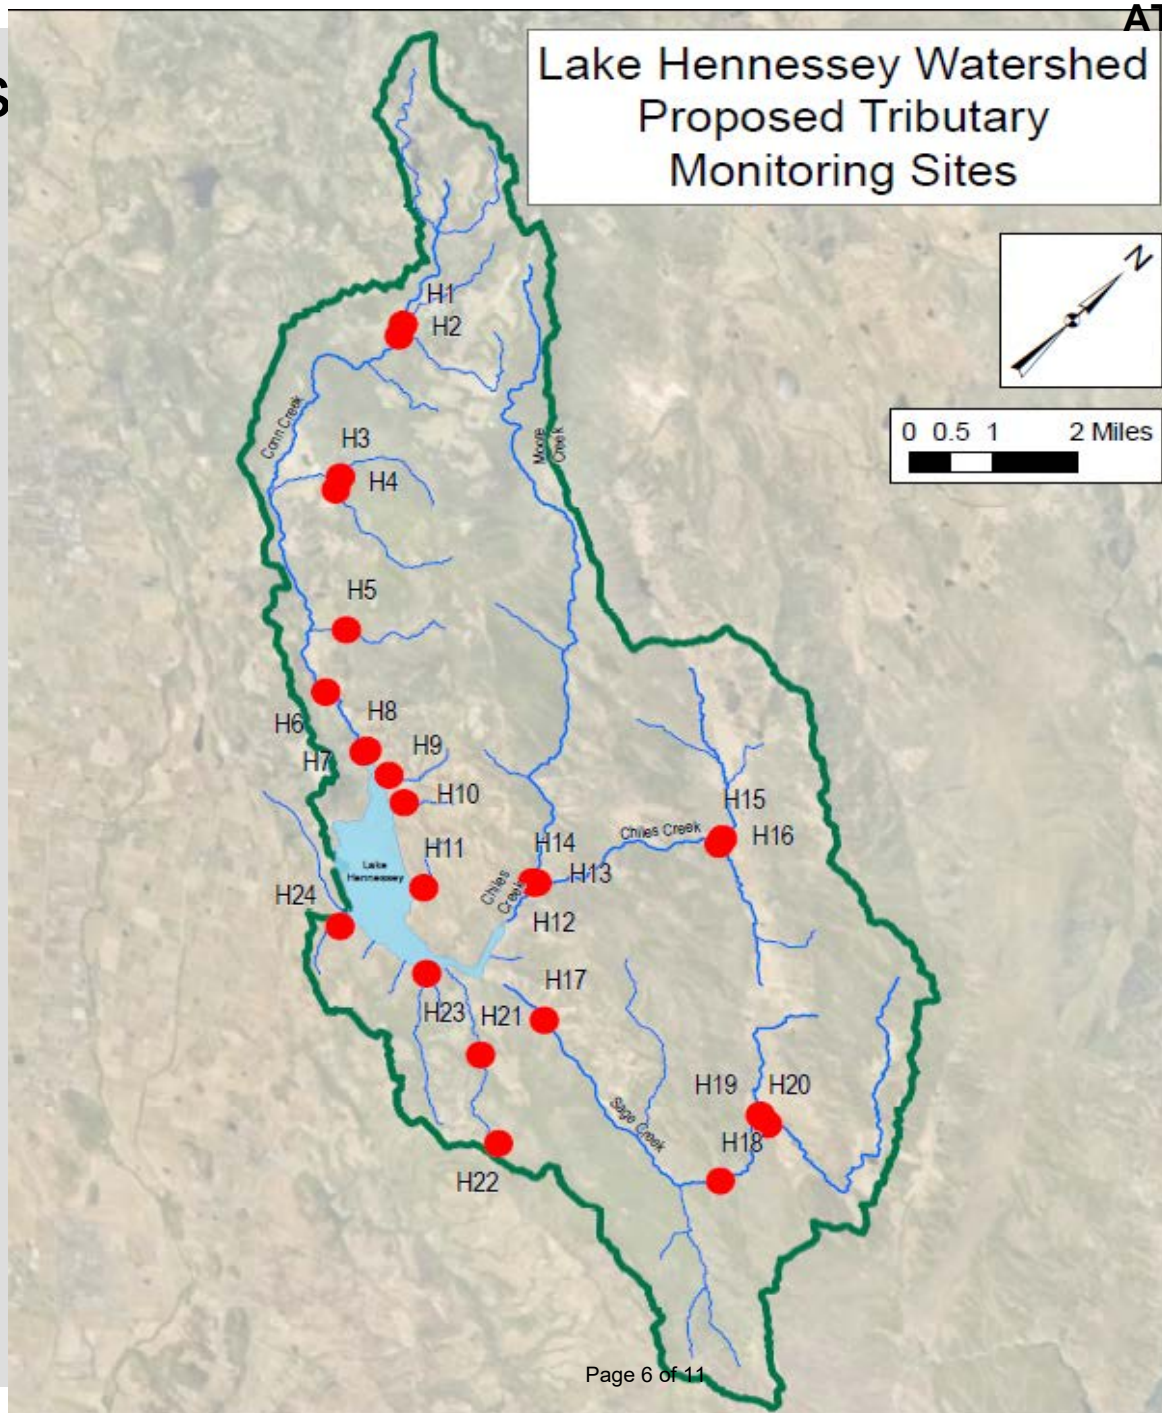 AT
S
Lake Hennessey Watershed
Proposed Tributary
Monitoring Sites
N
0 0.5 1 2 Miles
H1
H2
Conn Creek
Moore
Creek
H3
H4
H5
H6
H8
H7
H9
H10
H15
Chiles Creek
H16
H11
H14
Lake
Hennessey
H13
Chiles
Creek
H24
H12
H17
H23
H21
H19
H20
Sage Creek
H18
H22
Page 6 of 11